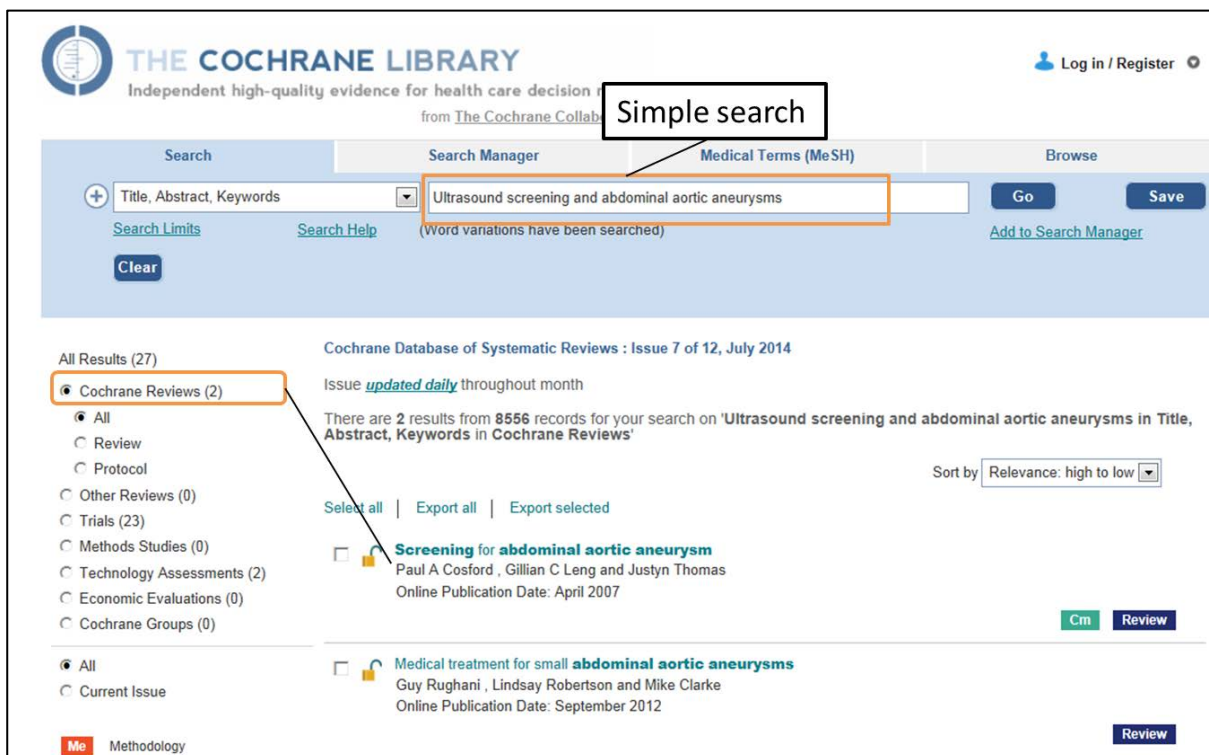 THE COCHRANE LIBRARY
Independent high-quality evidence for health care decision
from The Cochrane
Log in / Register
Simple search
Search
Search Manager
Medical Terms (MeSH)
Browse
Title, Abstract, Keywords
Ultrasound screening and abdominal aortic aneurysms
Go
Save
Search Limits
Search Help
(Word variations have been searched)
Add to Search Manager
Clear
All Results (27)
Cochrane Reviews (2)
All
Review
Protocol
Other Reviews (0)
Trials (23)
Methods Studies (0)
Technology Assessments (2)
Economic Evaluations (0)
Cochrane Groups (0)
All
Current Issue
Me Methodology
Cochrane Database of Systematic Reviews : Issue 7 of 12, July 2014
Issue updated daily throughout month
There are 2 results from 8556 records for your search on 'Ultrasound screening and abdominal aortic aneurysms in Title,
Abstract, Keywords in Cochrane Reviews'
Sort by Relevance: high to low
Select all | Export all | Export selected
Screening for abdominal aortic aneurysm
Paul A Cosford , Gillian C Leng and Justyn Thomas
Online Publication Date: April 2007
Cm Review
Medical treatment for small abdominal aortic aneurysms
Guy Rughani , Lindsay Robertson and Mike Clarke
Online Publication Date: September 2012
Review